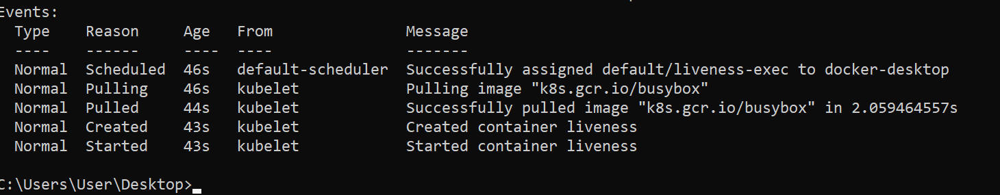 Events:
  Type    Reason     Age   From               Message
  ----    ------     ----  ----               -------
  Normal  Scheduled  46s   default-scheduler  Successfully assigned default/liveness-exec to docker-desktop
  Normal  Pulling    46s   kubelet            Pulling image "k8s.gcr.io/busybox"
  Normal  Pulled     44s   kubelet            Successfully pulled image "k8s.gcr.io/busybox" in 2.059464557s
  Normal  Created    43s   kubelet            Created container liveness
  Normal  Started    43s   kubelet            Started container liveness
C:\Users\User\Desktop>